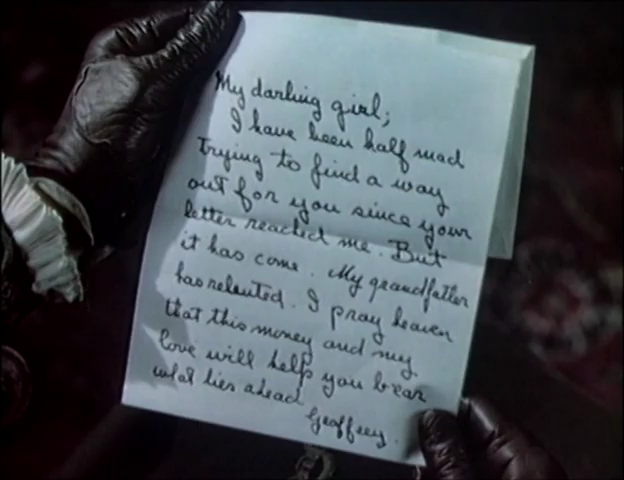 My darling girl;
I have been half mad
trying to find a way
out for you since your
letter reached me. But
it has come. My grandfather
has relented. I pray heaven
that this money and my
love will help you bear
what lies ahead
Geoffrey.